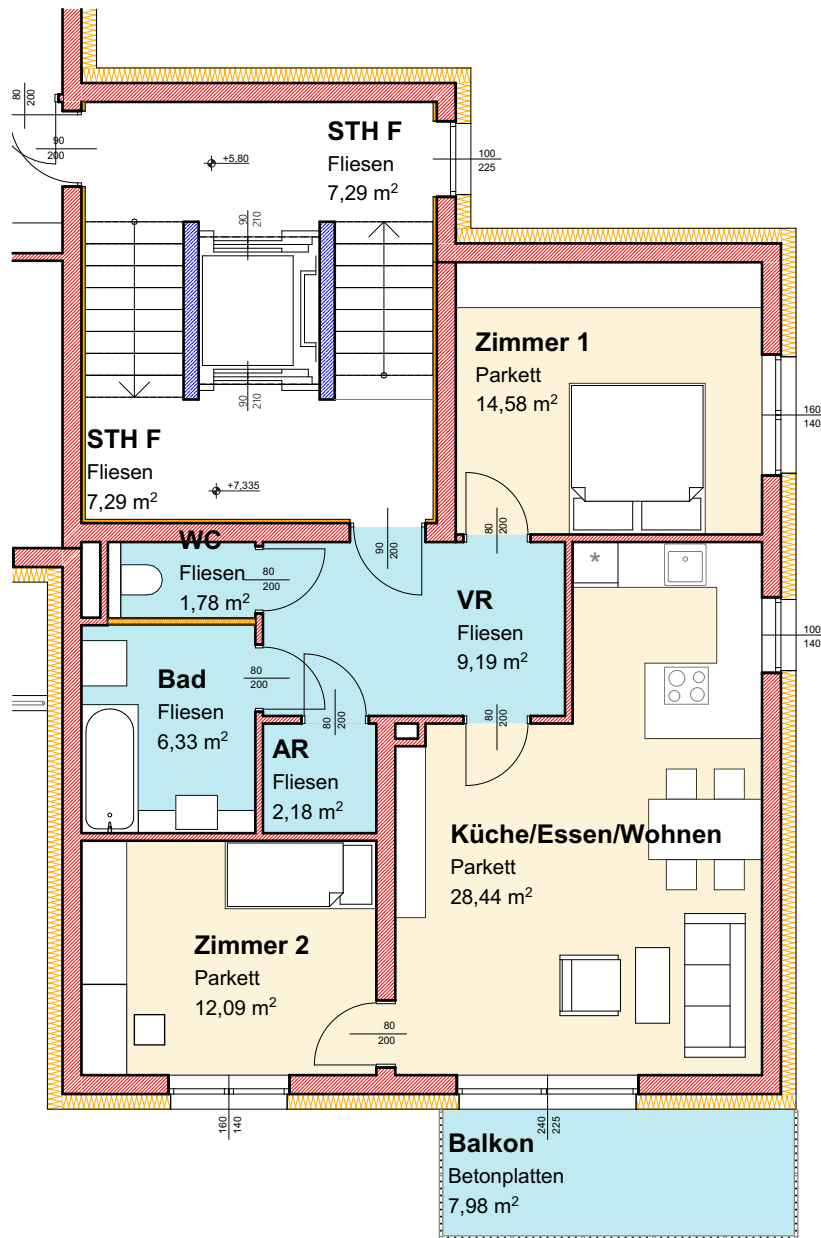 80
200
90
200
+5,80
STH F
Fliesen
7,29 m²
100
225
90
210
Zimmer 1
Parkett
14,58 m²
160
140
90
210
STH F
Fliesen
7,29 m²
+7,335
90
200
80
200
WC
Fliesen
1,78 m²
80
200
VR
Fliesen
9,19 m²
*
100
140
Bad
Fliesen
6,33 m²
80
200
80
200
80
200
AR
Fliesen
2,18 m²
Küche/Essen/Wohnen
Parkett
28,44 m²
Zimmer 2
Parkett
12,09 m²
80
200
160
140
240
225
Balkon
Betonplatten
7,98 m²